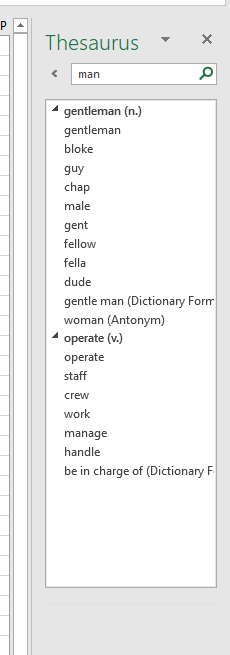 P
Thesaurus
man
gentleman (n.)
gentleman
bloke
guy
chap
male
gent
fellow
fella
dude
gentle man (Dictionary Form
woman (Antonym)
operate (v.)
operate
staff
crew
work
manage
handle
be in charge of (Dictionary F